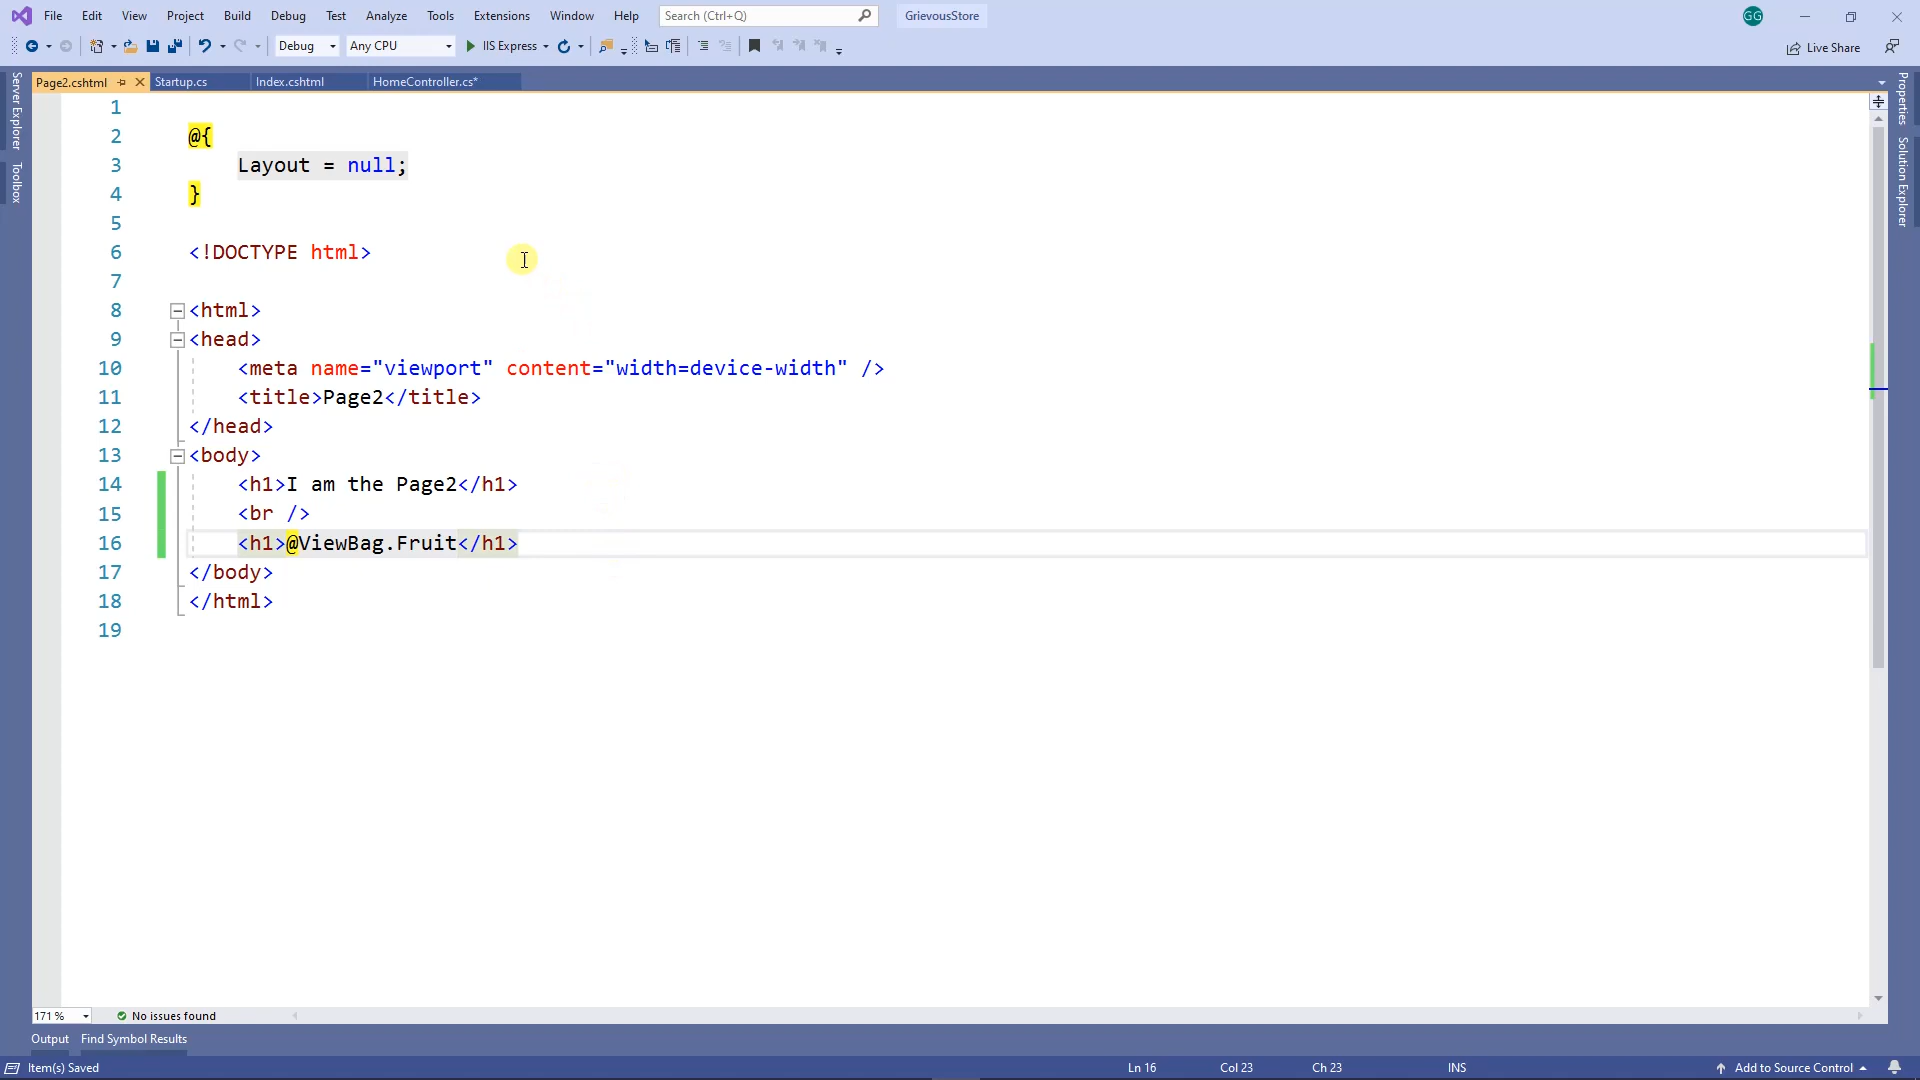 File Edit View Project Build Debug Test Analyze Tools Extensions Window Help Search (Ctrl+Q) GrievousStore GG
Debug Any CPU IIS Express Live Share
Page2.cshtml Startup.cs Index.cshtml HomeController.cs*
Server Explorer
Toolbox
Properties
Solution Explorer
1
2 @{
3 Layout = null;
4 }
5
6 <!DOCTYPE html>
7
8 <html>
9 <head>
10 <meta name="viewport" content="width=device-width" />
11 <title>Page2</title>
12 </head>
13 <body>
14 <h1>I am the Page2</h1>
15 <br />
16 <h1>@ViewBag.Fruit</h1>
17 </body>
18 </html>
19
171 % No issues found
Output Find Symbol Results
Item(s) Saved Ln 16 Col 23 Ch 23 INS Add to Source Control